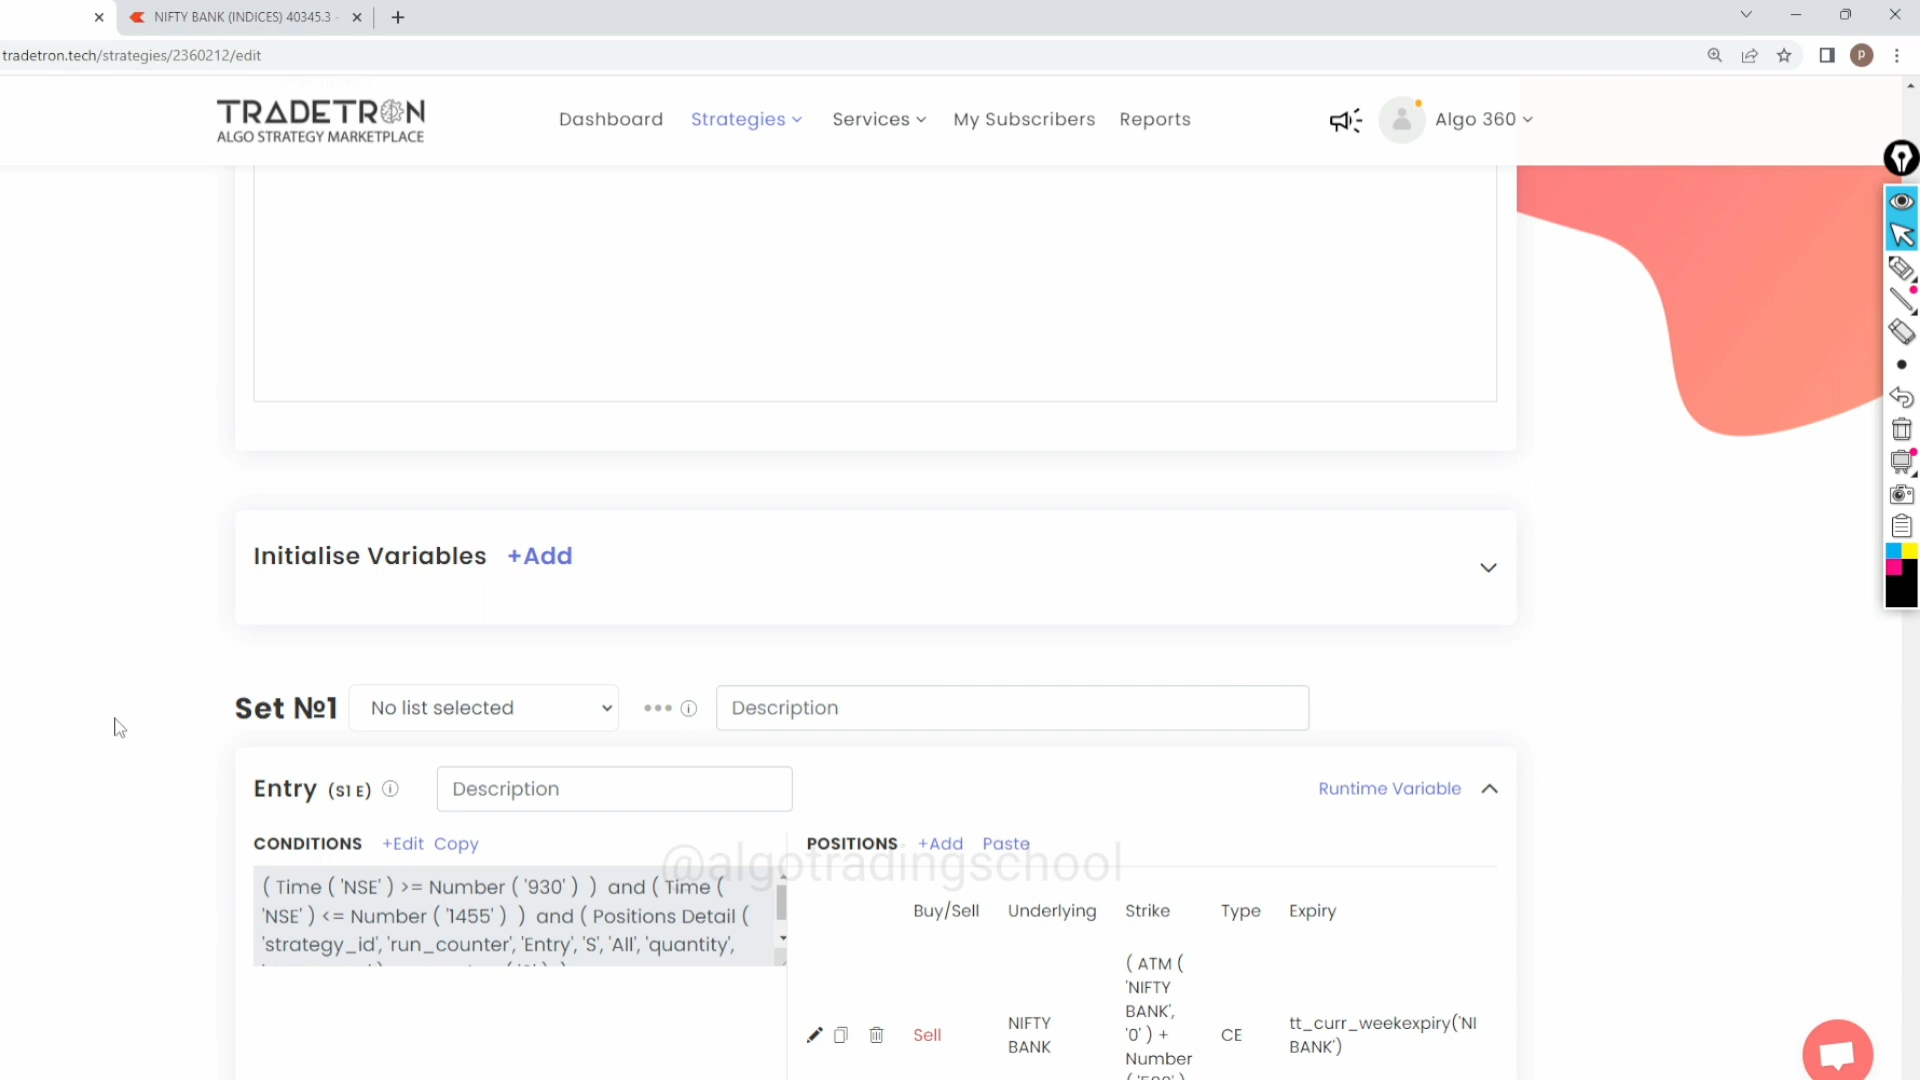 NIFTY BANK (INDICES) 40345.3 -
tradetron.tech/strategies/2360212/edit
P
TRADETRON
ALGO STRATEGY MARKETPLACE
Dashboard Strategies Services My Subscribers Reports Algo 360
Initialise Variables +Add
Set №1 No list selected Description
Entry (S1 E) Description Runtime Variable
CONDITIONS +Edit Copy
POSITIONS +Add Paste
@algotradingschool
( Time ( 'NSE' ) >= Number ( '930' ) ) and ( Time (
'NSE' ) <= Number ( '1455' ) ) and ( Positions Detail (
'strategy_id', 'run_counter', 'Entry', 'S', 'All', 'quantity',
Buy/Sell Underlying Strike Type Expiry
Sell
NIFTY
BANK
( ATM (
'NIFTY
BANK',
'0' ) +
Number
CE
tt_curr_weekexpiry('NI
BANK')